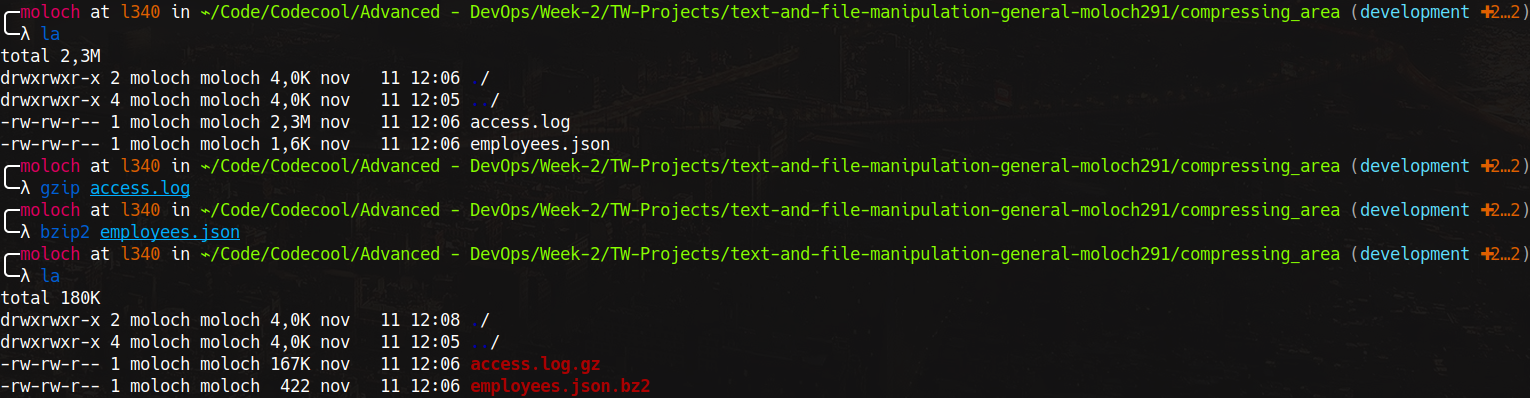 moloch at l340 in ~/Code/Codecool/Advanced - DevOps/Week-2/TW-Projects/text-and-file-manipulation-general-moloch291/compressing_area (development ✚2…2)
λ la
total 2,3M
drwxrwxr-x 2 moloch moloch 4,0K nov   11 12:06 ./
drwxrwxr-x 4 moloch moloch 4,0K nov   11 12:05 ../
-rw-rw-r-- 1 moloch moloch 2,3M nov   11 12:06 access.log
-rw-rw-r-- 1 moloch moloch 1,6K nov   11 12:06 employees.json
moloch at l340 in ~/Code/Codecool/Advanced - DevOps/Week-2/TW-Projects/text-and-file-manipulation-general-moloch291/compressing_area (development ✚2…2)
λ gzip access.log
moloch at l340 in ~/Code/Codecool/Advanced - DevOps/Week-2/TW-Projects/text-and-file-manipulation-general-moloch291/compressing_area (development ✚2…2)
λ bzip2 employees.json
moloch at l340 in ~/Code/Codecool/Advanced - DevOps/Week-2/TW-Projects/text-and-file-manipulation-general-moloch291/compressing_area (development ✚2…2)
λ la
total 180K
drwxrwxr-x 2 moloch moloch 4,0K nov   11 12:08 ./
drwxrwxr-x 4 moloch moloch 4,0K nov   11 12:05 ../
-rw-rw-r-- 1 moloch moloch 167K nov   11 12:06 access.log.gz
-rw-rw-r-- 1 moloch moloch  422 nov   11 12:06 employees.json.bz2